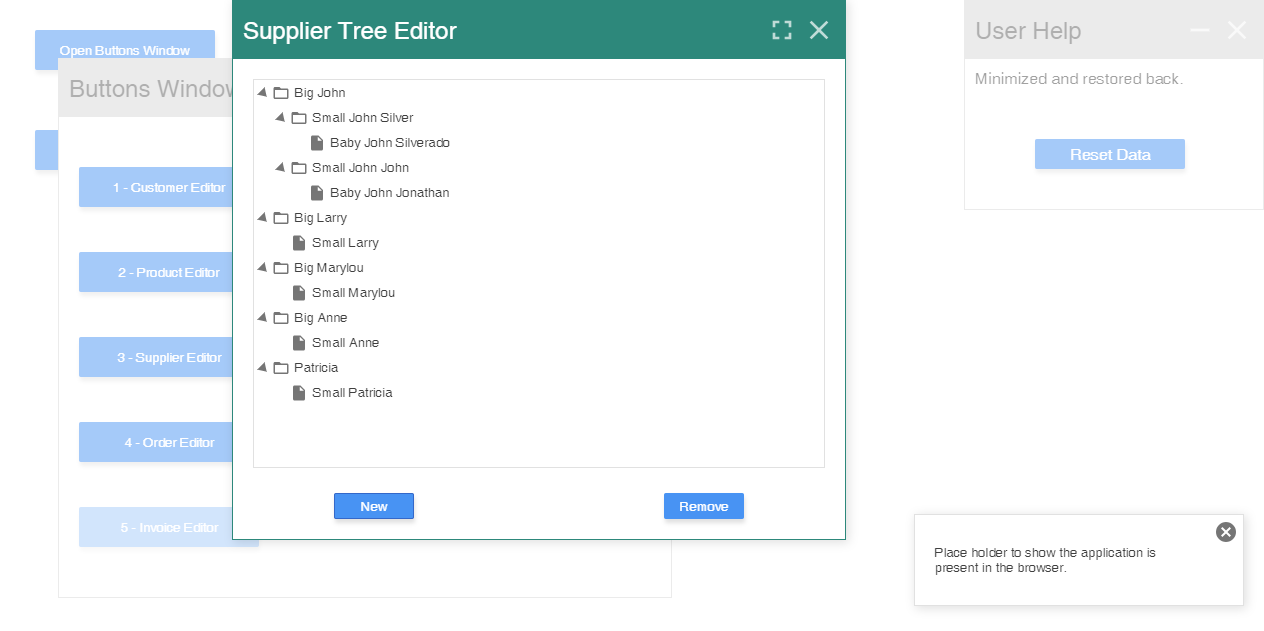 Open Buttons Window
Buttons Window
1 - Customer Editor
2 - Product Editor
3 - Supplier Editor
4 - Order Editor
5 - Invoice Editor
Supplier Tree Editor
Big John
Small John Silver
Baby John Silverado
Small John John
Baby John Jonathan
Big Larry
Small Larry
Big Marylou
Small Marylou
Big Anne
Small Anne
Patricia
Small Patricia
New
Remove
User Help
Minimized and restored back.
Reset Data
Place holder to show the application is
present in the browser.